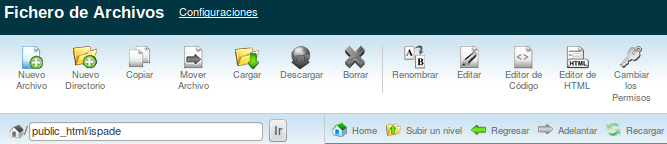 Fichero de Archivos Configuraciones
Nuevo Archivo
Nuevo Directorio
Copiar
Mover Archivo
Cargar
Descargar
Borrar
Renombrar
Editar
Editor de Código
Editor de HTML
Cambiar los Permisos
/ public_html/ispade Ir
Home Subir un nivel Regresar Adelantar Recargar